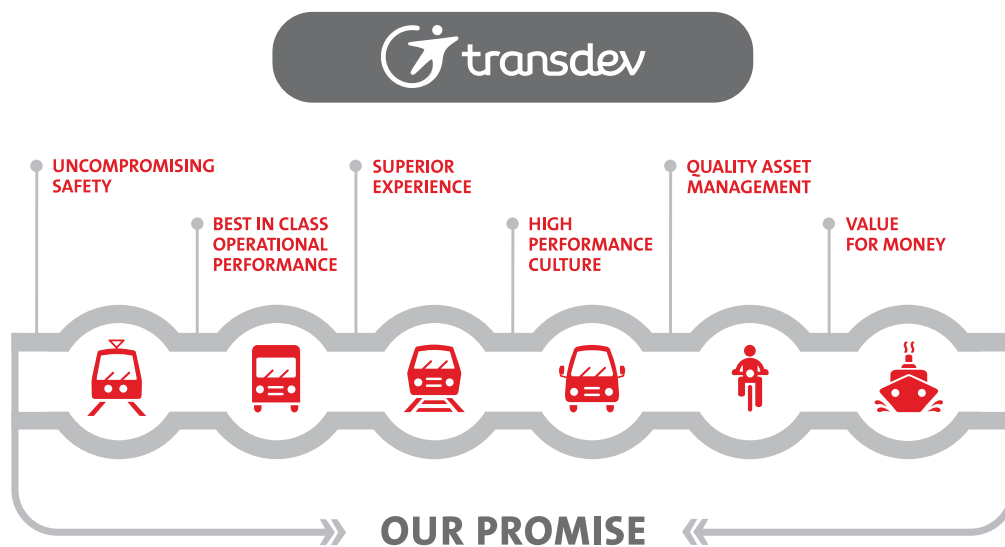 transdev
UNCOMPROMISING
SAFETY
BEST IN CLASS
OPERATIONAL
PERFORMANCE
SUPERIOR
EXPERIENCE
HIGH
PERFORMANCE
CULTURE
QUALITY ASSET
MANAGEMENT
VALUE
FOR MONEY
OUR PROMISE